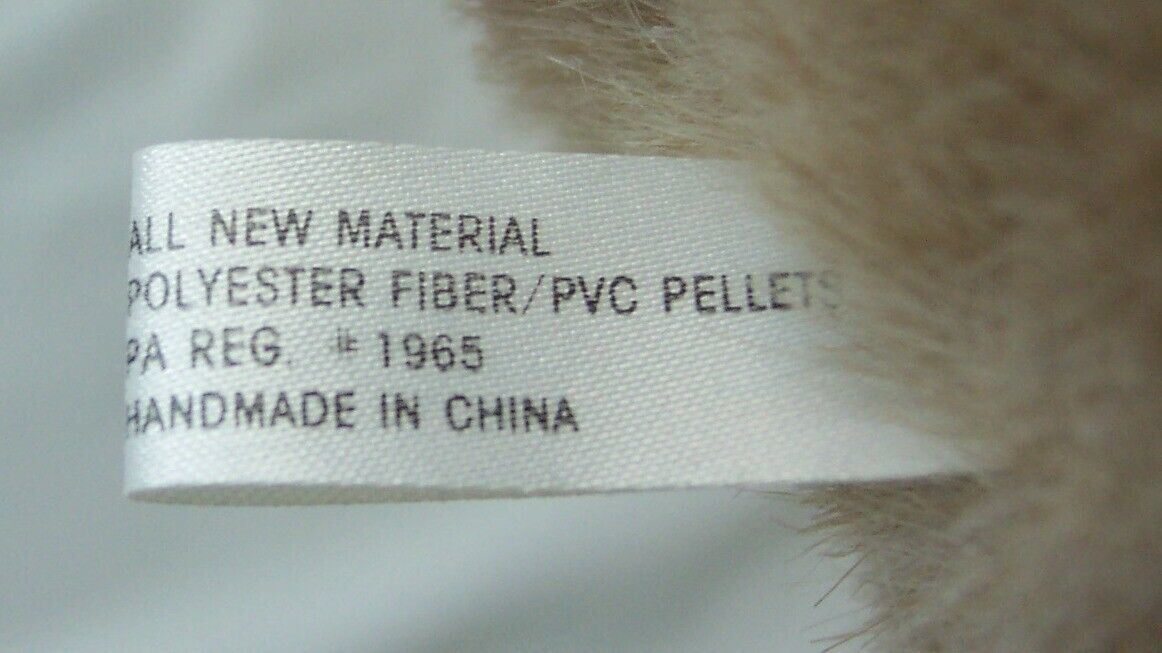 ALL NEW MATERIAL
POLYESTER FIBER/PVC PELLETS
PA REG. # 1965
HANDMADE IN CHINA